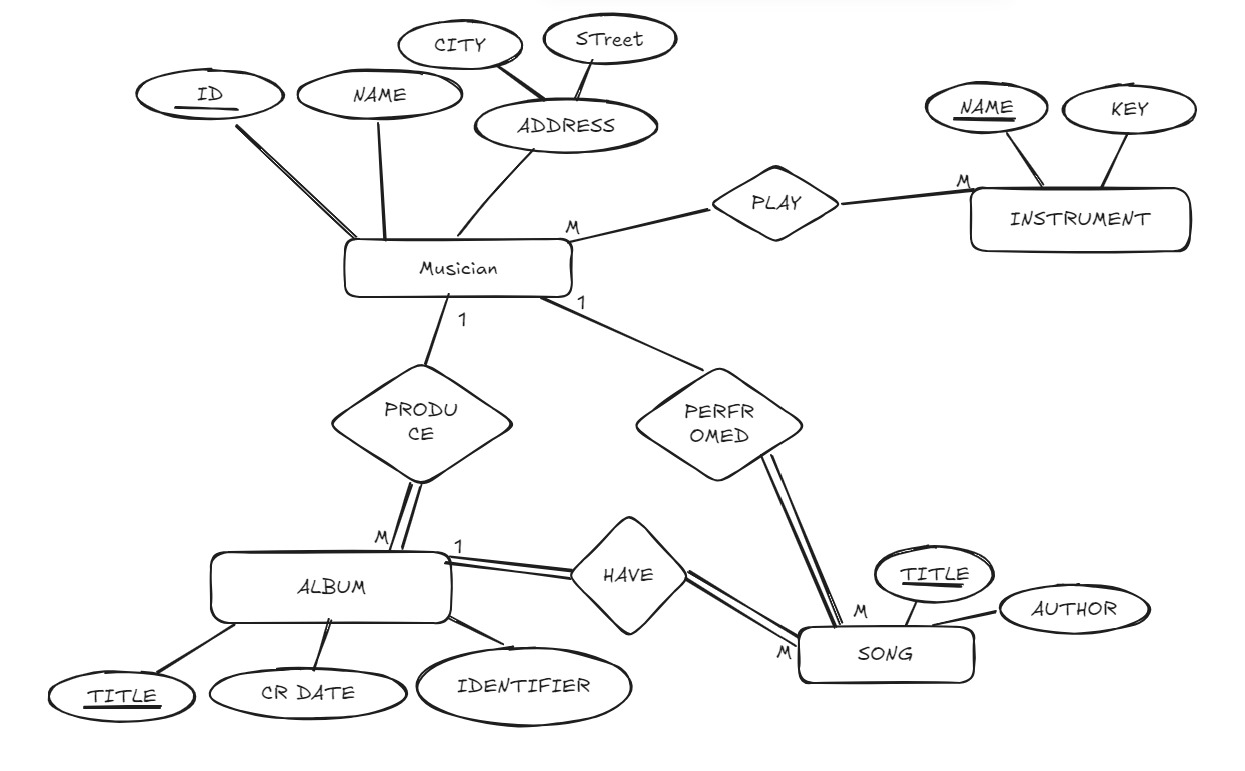 CITY
STreet
ID
NAME
ADDRESS
NAME
KEY
M
PLAY
M
INSTRUMENT
Musician
1
1
PRODU
CE
PERFR
OMED
M
1
HAVE
TITLE
AUTHOR
ALBUM
M
M
SONG
TITLE
CR DATE
IDENTIFIER